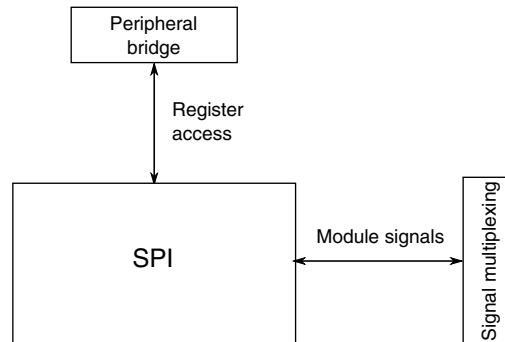 Peripheral
bridge
Register
access
SPI
Module signals
Signal multiplexing